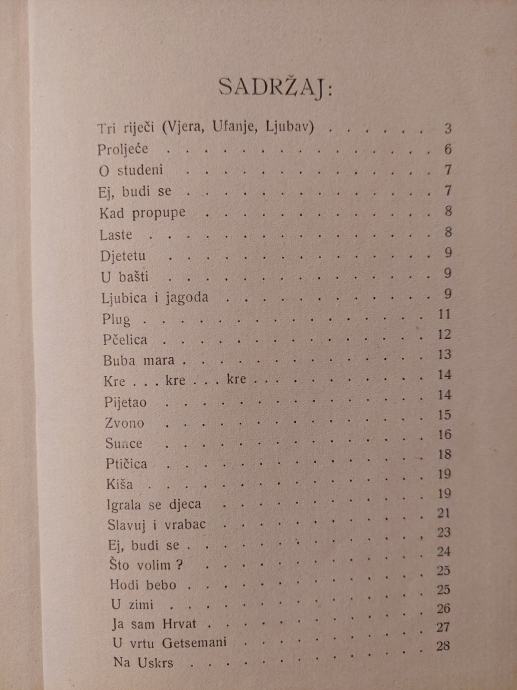 SADRŽAJ:
Tri riječi (Vjera, Ufanje, Ljubav) . . . . . . 3
Proljeće . . . . . . . . . . . . . . 6
O studeni . . . . . . . . . . . . . 7
Ej, budi se . . . . . . . . . . . . . 7
Kad propupe . . . . . . . . . . . . 8
Laste . . . . . . . . . . . . . . . 8
Djetetu . . . . . . . . . . . . . . 9
U bašti . . . . . . . . . . . . . . 9
Ljubica i jagoda . . . . . . . . . . . 9
Plug . . . . . . . . . . . . . . . 11
Pčelica . . . . . . . . . . . . . . 12
Buba mara . . . . . . . . . . . . . 13
Kre . . . kre . . . kre . . . . . . . . . . 14
Pijetao . . . . . . . . . . . . . . 14
Zvono . . . . . . . . . . . . . . 15
Sunce . . . . . . . . . . . . . . 16
Ptičica . . . . . . . . . . . . . . 18
Kiša . . . . . . . . . . . . . . . 19
Igrala se djeca . . . . . . . . . . . 19
Slavuj i vrabac . . . . . . . . . . . 21
Ej, budi se . . . . . . . . . . . . . 23
Što volim? . . . . . . . . . . . . . 24
Hodi bebo . . . . . . . . . . . . . 25
U zimi . . . . . . . . . . . . . . 25
Ja sam Hrvat . . . . . . . . . . . . 26
U vrtu Getsemani . . . . . . . . . . 27
Na Uskrs . . . . . . . . . . . . . 28